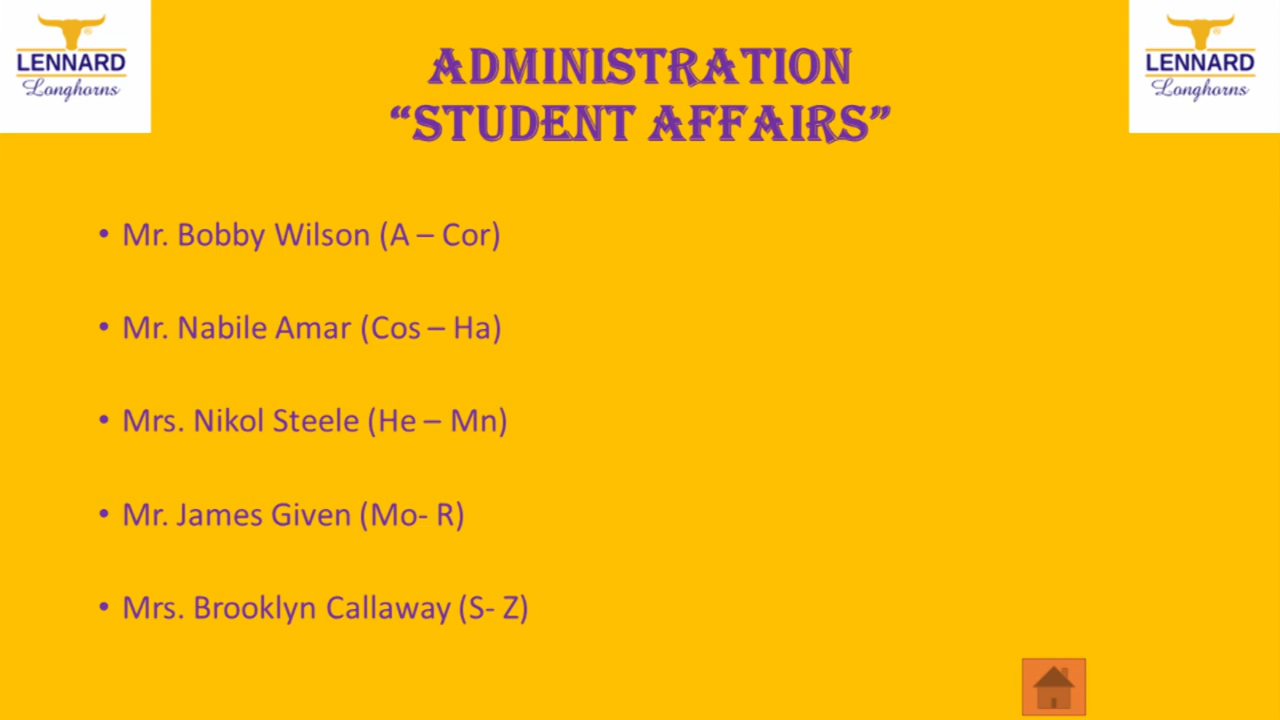 LENNARD
Longhorns
LENNARD
Longhorns
ADMINISTRATION
“STUDENT AFFAIRS”
• Mr. Bobby Wilson (A – Cor)
• Mr. Nabile Amar (Cos – Ha)
• Mrs. Nikol Steele (He – Mn)
• Mr. James Given (Mo- R)
• Mrs. Brooklyn Callaway (S- Z)